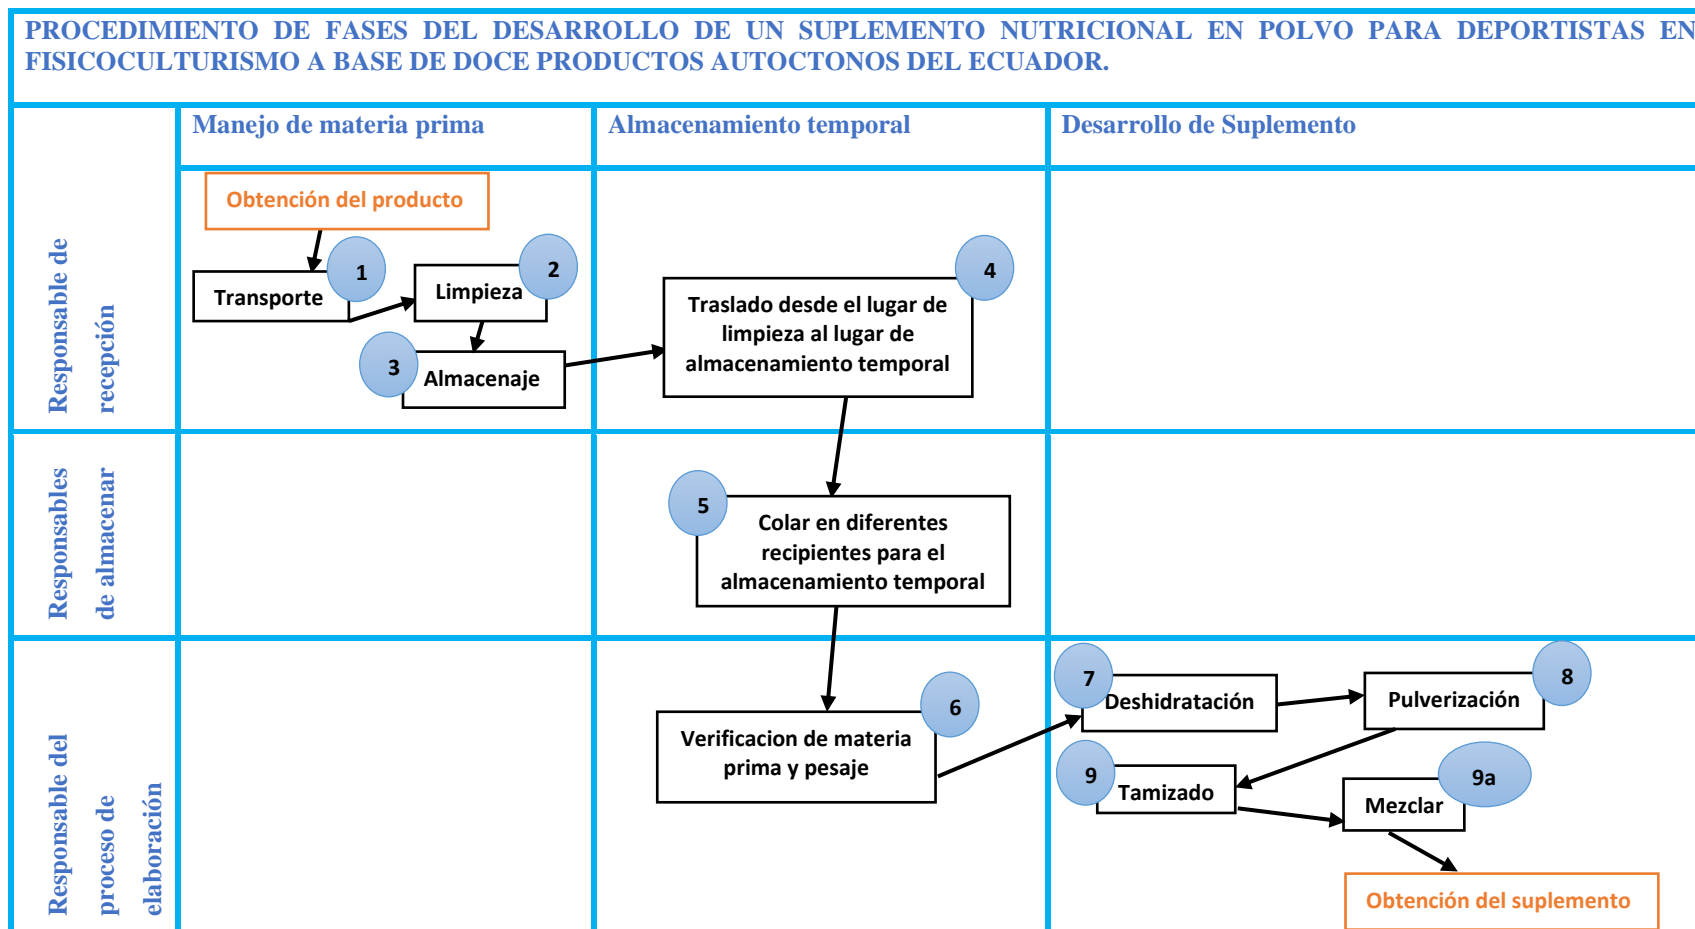 PROCEDIMIENTO DE FASES DEL DESARROLLO DE UN SUPLEMENTO NUTRICIONAL EN POLVO PARA DEPORTISTAS EN
FISICOCULTURISMO A BASE DE DOCE PRODUCTOS AUTOCTONOS DEL ECUADOR.
Manejo de materia prima
Almacenamiento temporal
Desarrollo de Suplemento
Responsable de
recepción
Obtención del producto
1
Transporte
2
Limpieza
3
Almacenaje
4
Traslado desde el lugar de
limpieza al lugar de
almacenamiento temporal
Responsables
de almacenar
5
Colar en diferentes
recipientes para el
almacenamiento temporal
Responsable del
proceso de
elaboración
6
Verificacion de materia
prima y pesaje
7
Deshidratación
8
Pulverización
9
Tamizado
9a
Mezclar
Obtención del suplemento